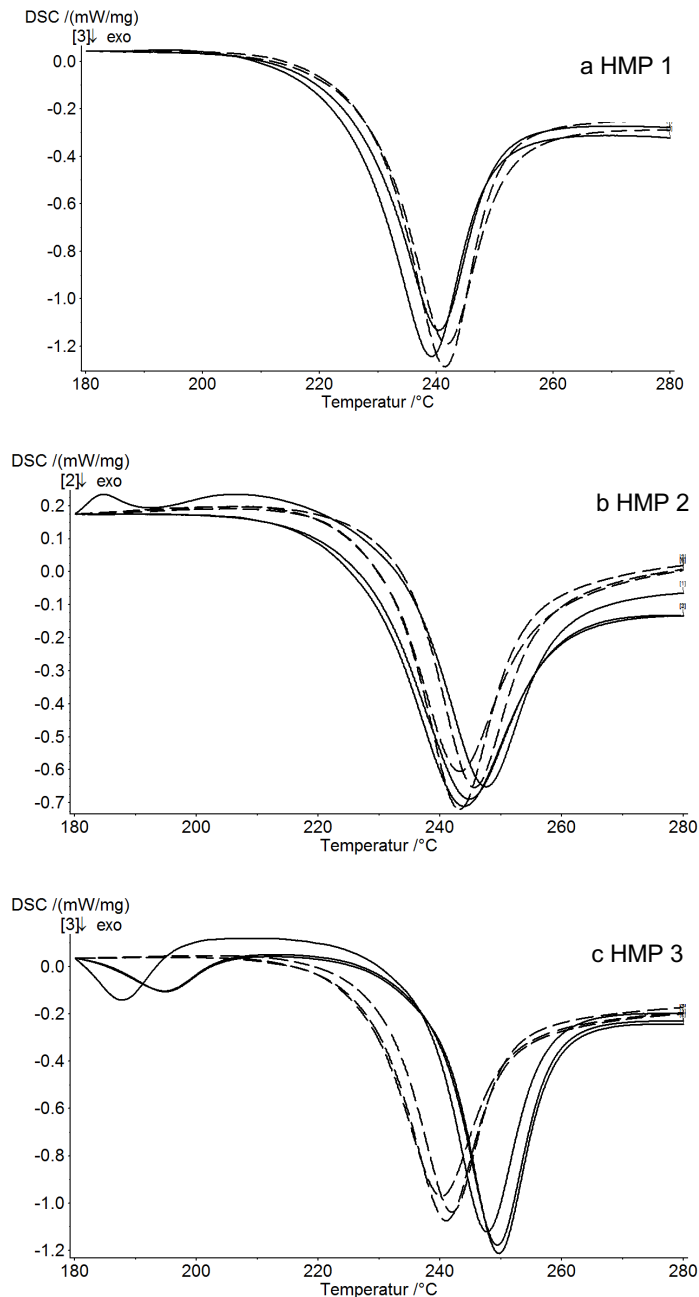 DSC /(mW/mg)
[3]↓ exo
a HMP 1
0.0
-0.2
-0.4
-0.6
-0.8
-1.0
-1.2
180 200 220 240 260 280
Temperatur /°C
DSC /(mW/mg)
[2]↓ exo
b HMP 2
0.2
0.1
0.0
-0.1
[1]
-0.2
-0.3
-0.4
-0.5
-0.6
-0.7
180 200 220 240 260 280
Temperatur /°C
DSC /(mW/mg)
[3]↓ exo
c HMP 3
0.0
-0.2
-0.4
-0.6
-0.8
-1.0
-1.2
180 200 220 240 260 280
Temperatur /°C